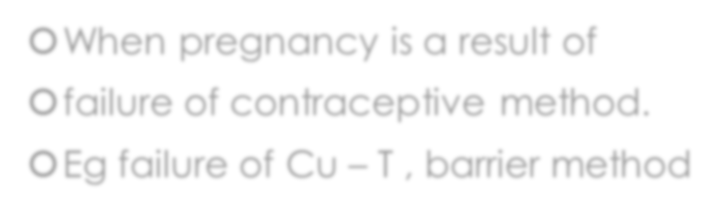 When pregnancy is a result of
failure of contraceptive method.
Eg failure of Cu – T , barrier method